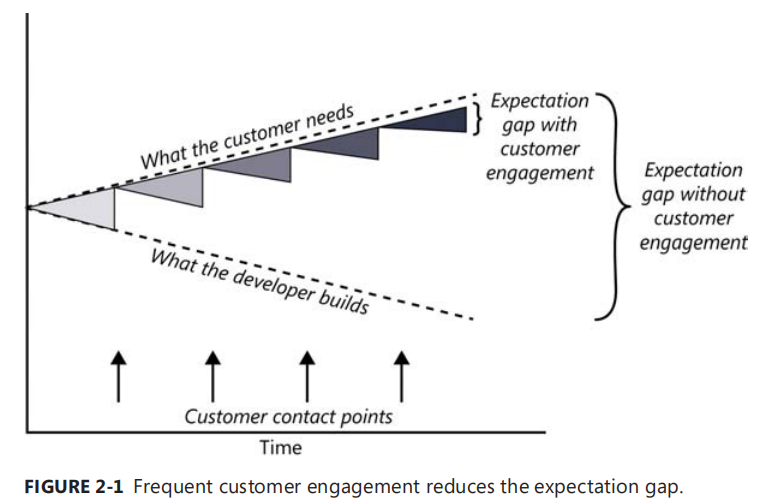 What the customer needs
Expectation
gap with
customer
engagement
Expectation
gap without
customer
engagement
What the developer builds
Customer contact points
Time
FIGURE 2-1 Frequent customer engagement reduces the expectation gap.